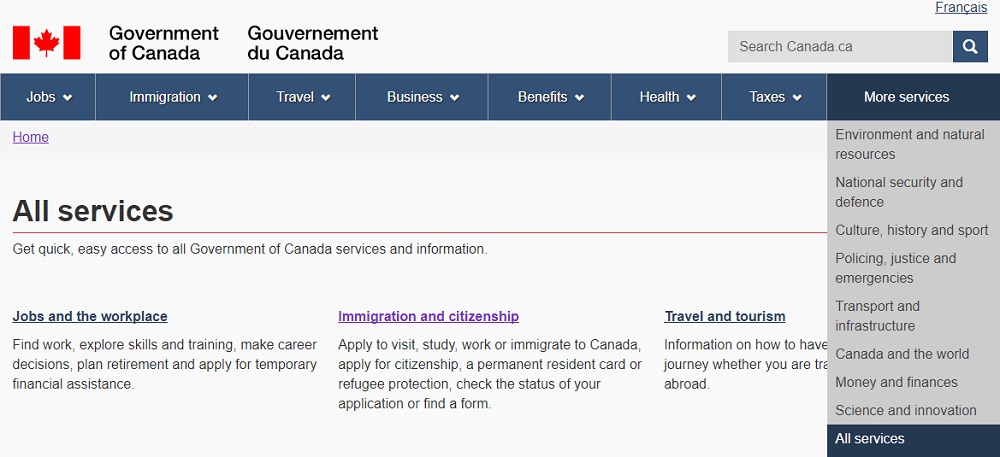 Français
Government Gouvernement
of Canada du Canada
Search Canada.ca
Jobs Immigration Travel Business Benefits Health Taxes More services
Home
All services
Get quick, easy access to all Government of Canada services and information.
Jobs and the workplace
Find work, explore skills and training, make career
decisions, plan retirement and apply for temporary
financial assistance.
Immigration and citizenship
Apply to visit, study, work or immigrate to Canada,
apply for citizenship, a permanent resident card or
refugee protection, check the status of your
application or find a form.
Travel and tourism
Information on how to have
journey whether you are
abroad.
Environment and natural
resources
National security and
defence
Culture, history and sport
Policing, justice and
emergencies
Transport and
infrastructure
Canada and the world
Money and finances
Science and innovation
All services